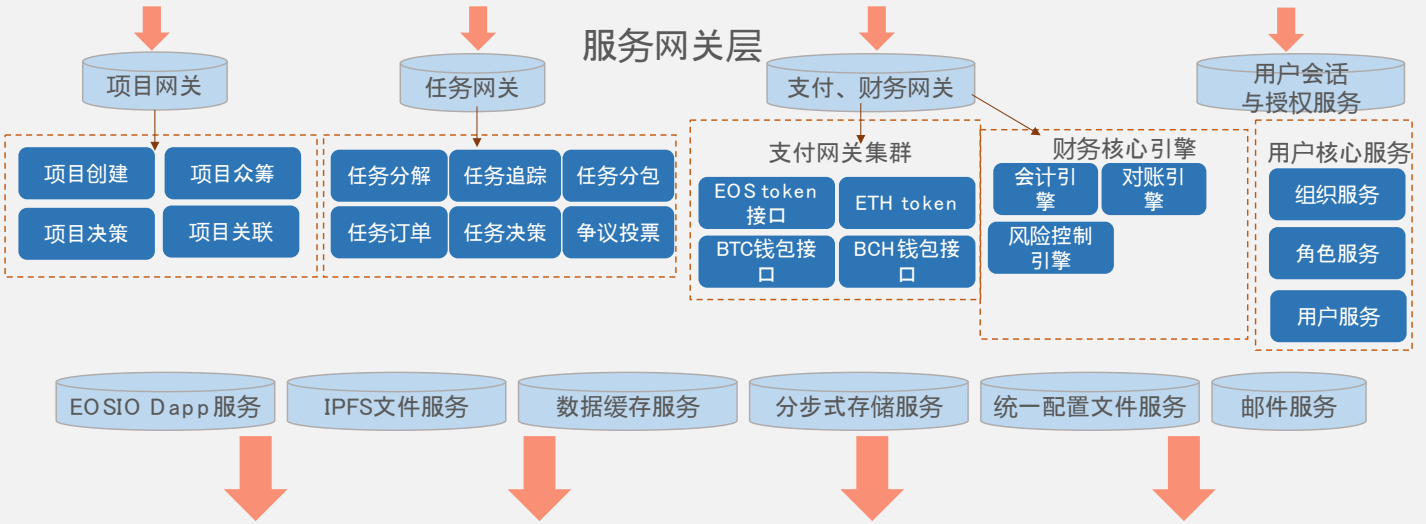 服务网关层
项目网关
任务网关
支付、财务网关
用户会话
与授权服务
项目创建
项目众筹
项目决策
项目关联
任务分解
任务追踪
任务分包
任务订单
任务决策
争议投票
支付网关集群
EOS token
接口
ETH token
BTC钱包接
口
BCH钱包接
口
财务核心引擎
会计引
擎
对账引
擎
风险控制
引擎
用户核心服务
组织服务
角色服务
用户服务
EOSIO Dapp服务
IPFS文件服务
数据缓存服务
分步式存储服务
统一配置文件服务
邮件服务